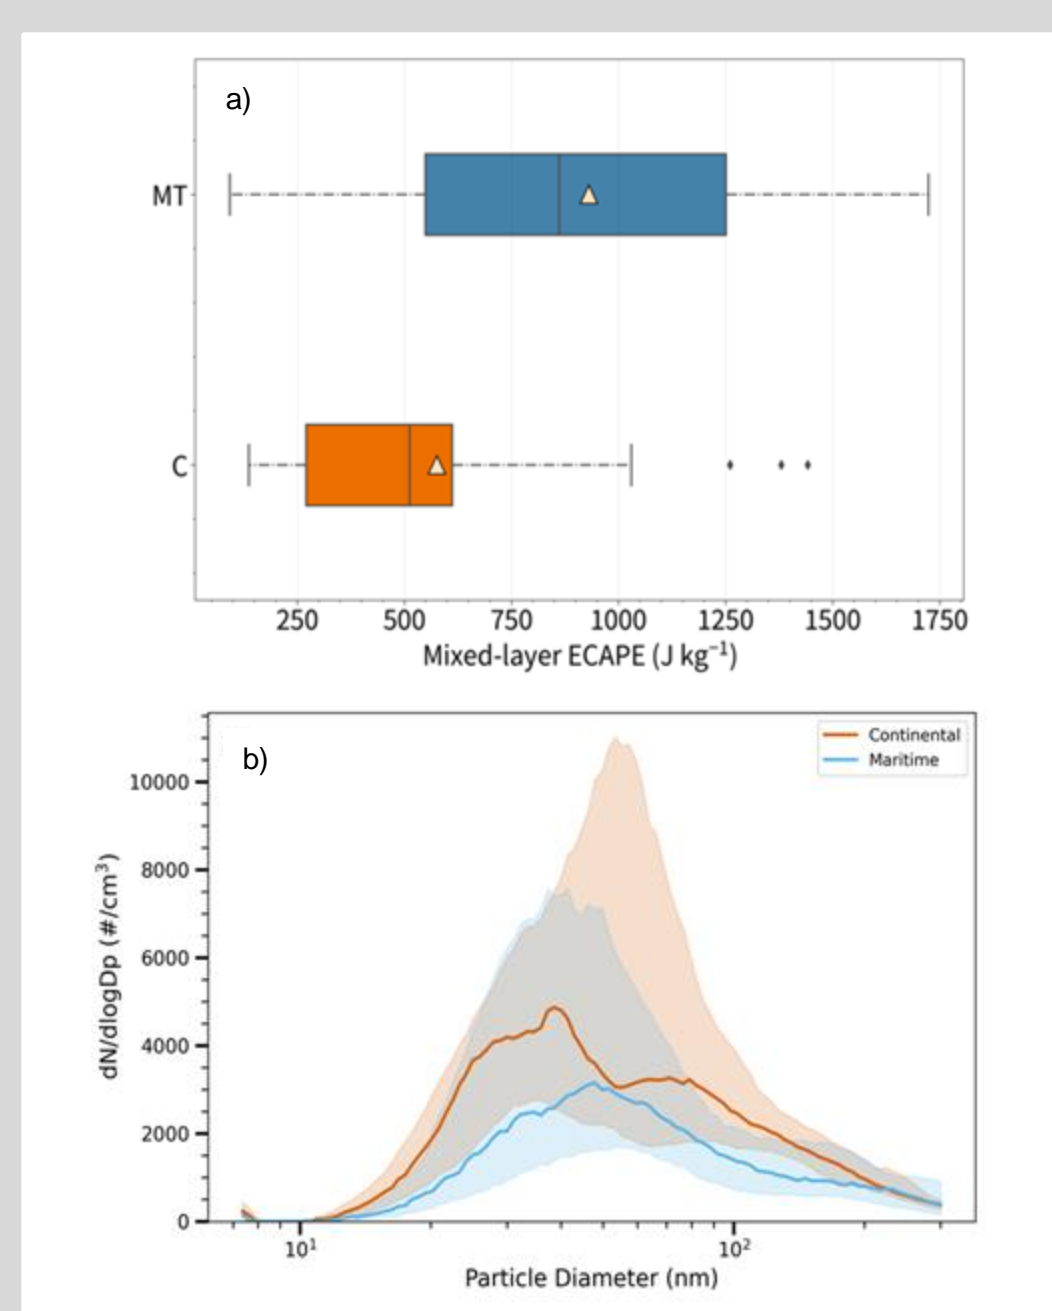 a)
MT
C
250 500 750 1000 1250 1500 1750
Mixed-layer ECAPE (J kg⁻¹)
b)
Continental
Maritime
10000
8000
6000
4000
2000
0
dN/dlogDp (#/cm³)
10¹ 10²
Particle Diameter (nm)